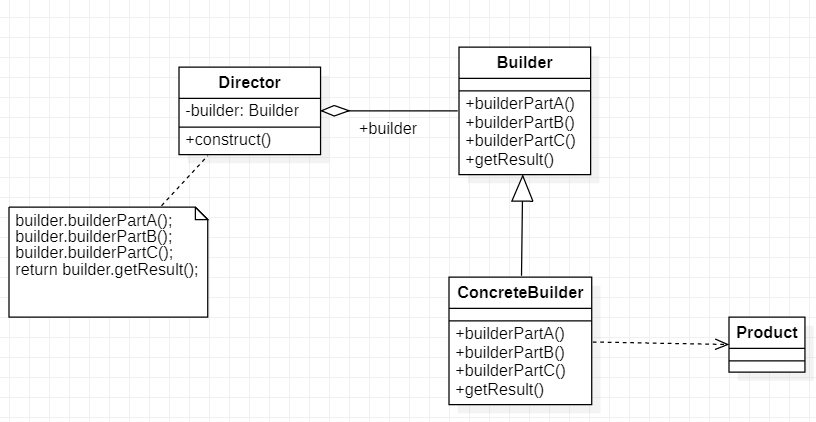 Director
-builder: Builder
+construct()
+builder
Builder
+builderPartA()
+builderPartB()
+builderPartC()
+getResult()
builder.builderPartA();
builder.builderPartB();
builder.builderPartC();
return builder.getResult();
ConcreteBuilder
+builderPartA()
+builderPartB()
+builderPartC()
+getResult()
Product